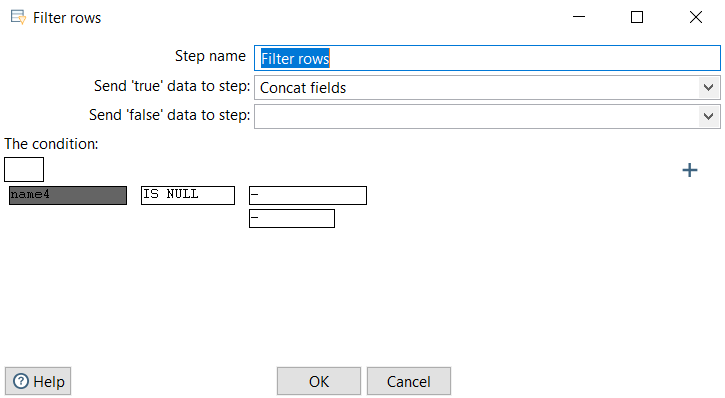 Filter rows
Step name Filter rows
Send 'true' data to step: Concat fields
Send 'false' data to step:
The condition:
+
name4 IS NULL -
-
Help OK Cancel